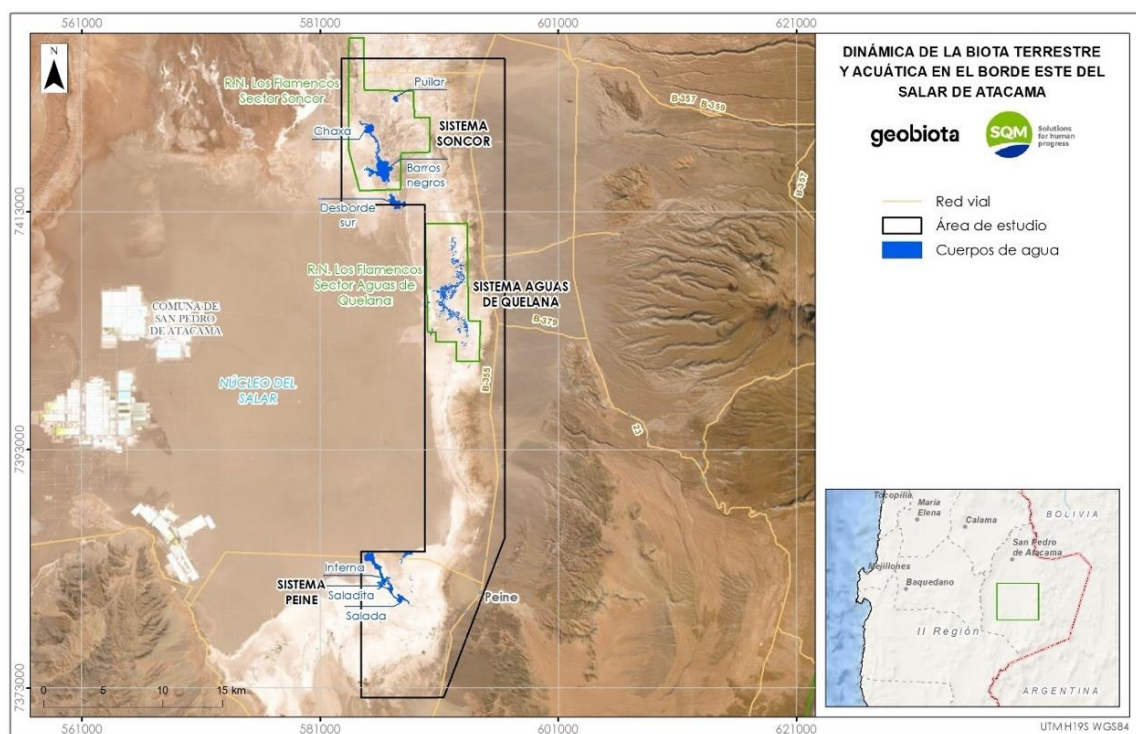 561000
581000
601000
621000
N
R.N. Los Flamencos
Sector Soncor
Puilar
Chaxa
SISTEMA
SONCOR
Barros
negros
Desborde
sur
B-357
B-359
B-357
7413000
7413000
R.N. Los Flamencos
Sector Aguas de
Quelana
SISTEMA AGUAS
DE QUELANA
B-379
B-355
23
COMUNA DE
SAN PEDRO
DE ATACAMA
NÚCLEO DEL
SALAR
7393000
7393000
Interna
SISTEMA
PEINE
Saladita
Salada
Peine
7373000
7373000
0 5 10 15 km
561000
581000
601000
621000
DINÁMICA DE LA BIOTA TERRESTRE
Y ACUÁTICA EN EL BORDE ESTE DEL
SALAR DE ATACAMA
geobiota
SQM
Solutions
for human
progress
Red vial
Área de estudio
Cuerpos de agua
Tocopilla
María
Elena
Calama
BOLIVIA
San Pedro
de Atacama
Mejillones
Baquedano
II Región
ARGENTINA
UTM H19S WGS84